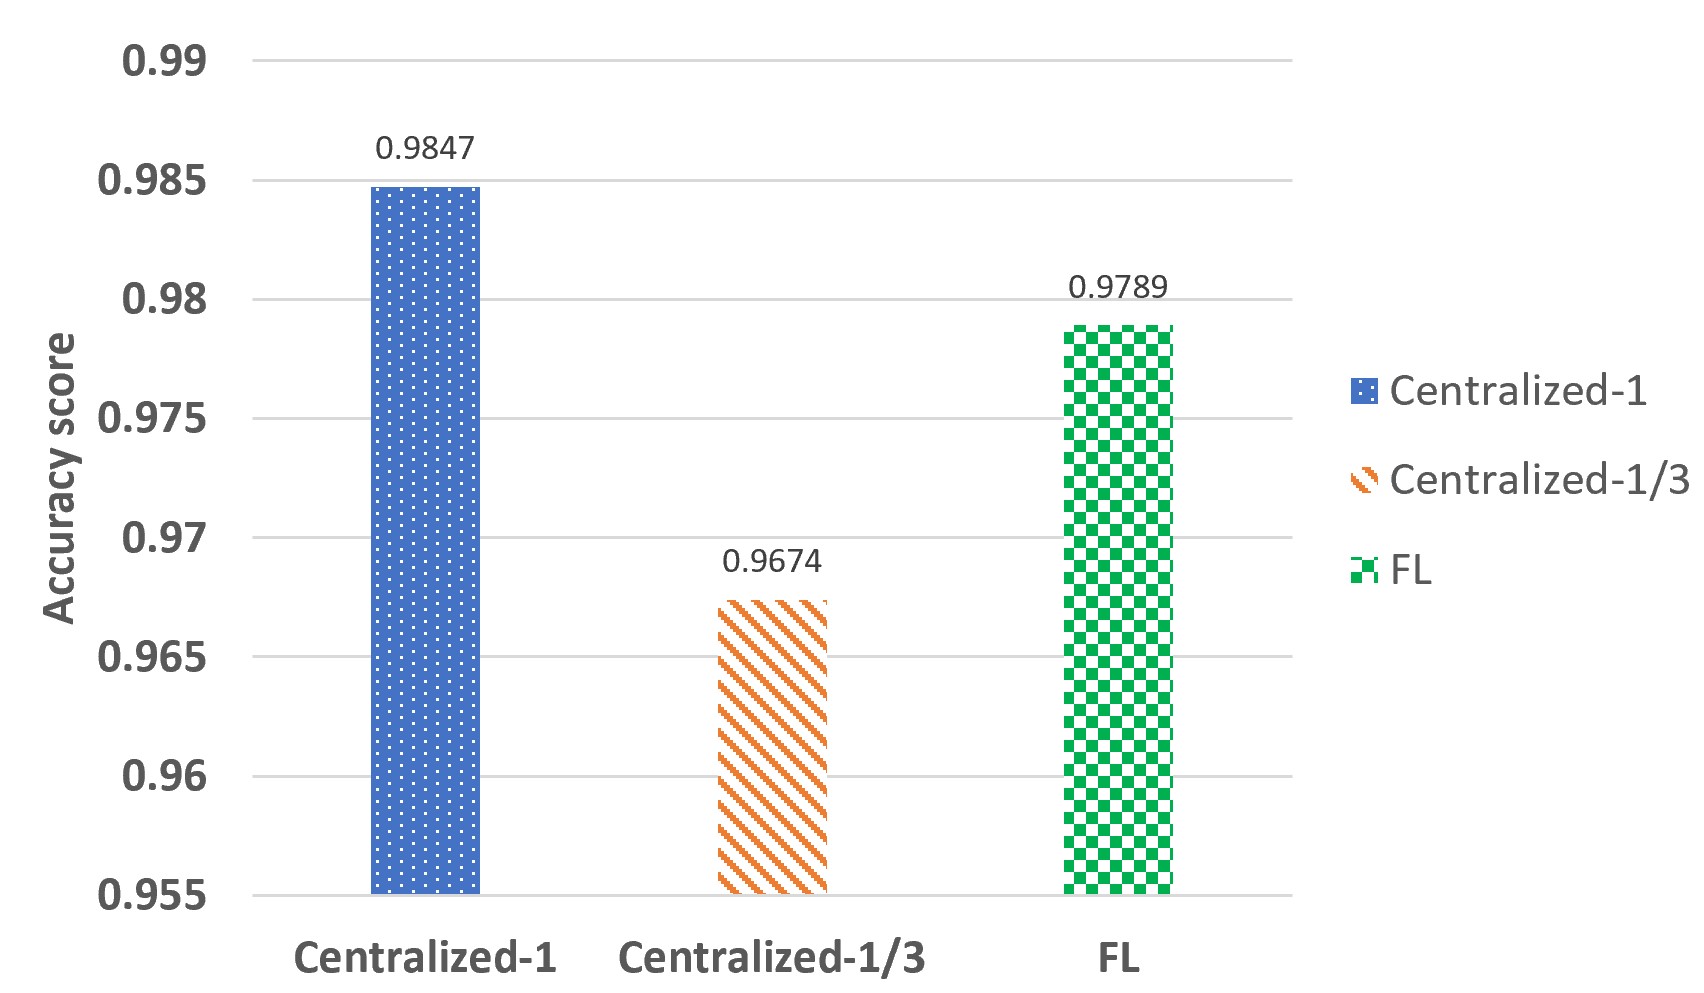 Accuracy score
0.99
0.985
0.98
0.975
0.97
0.965
0.96
0.955
0.9847
0.9674
0.9789
Centralized-1
Centralized-1/3
FL
Centralized-1
Centralized-1/3
FL